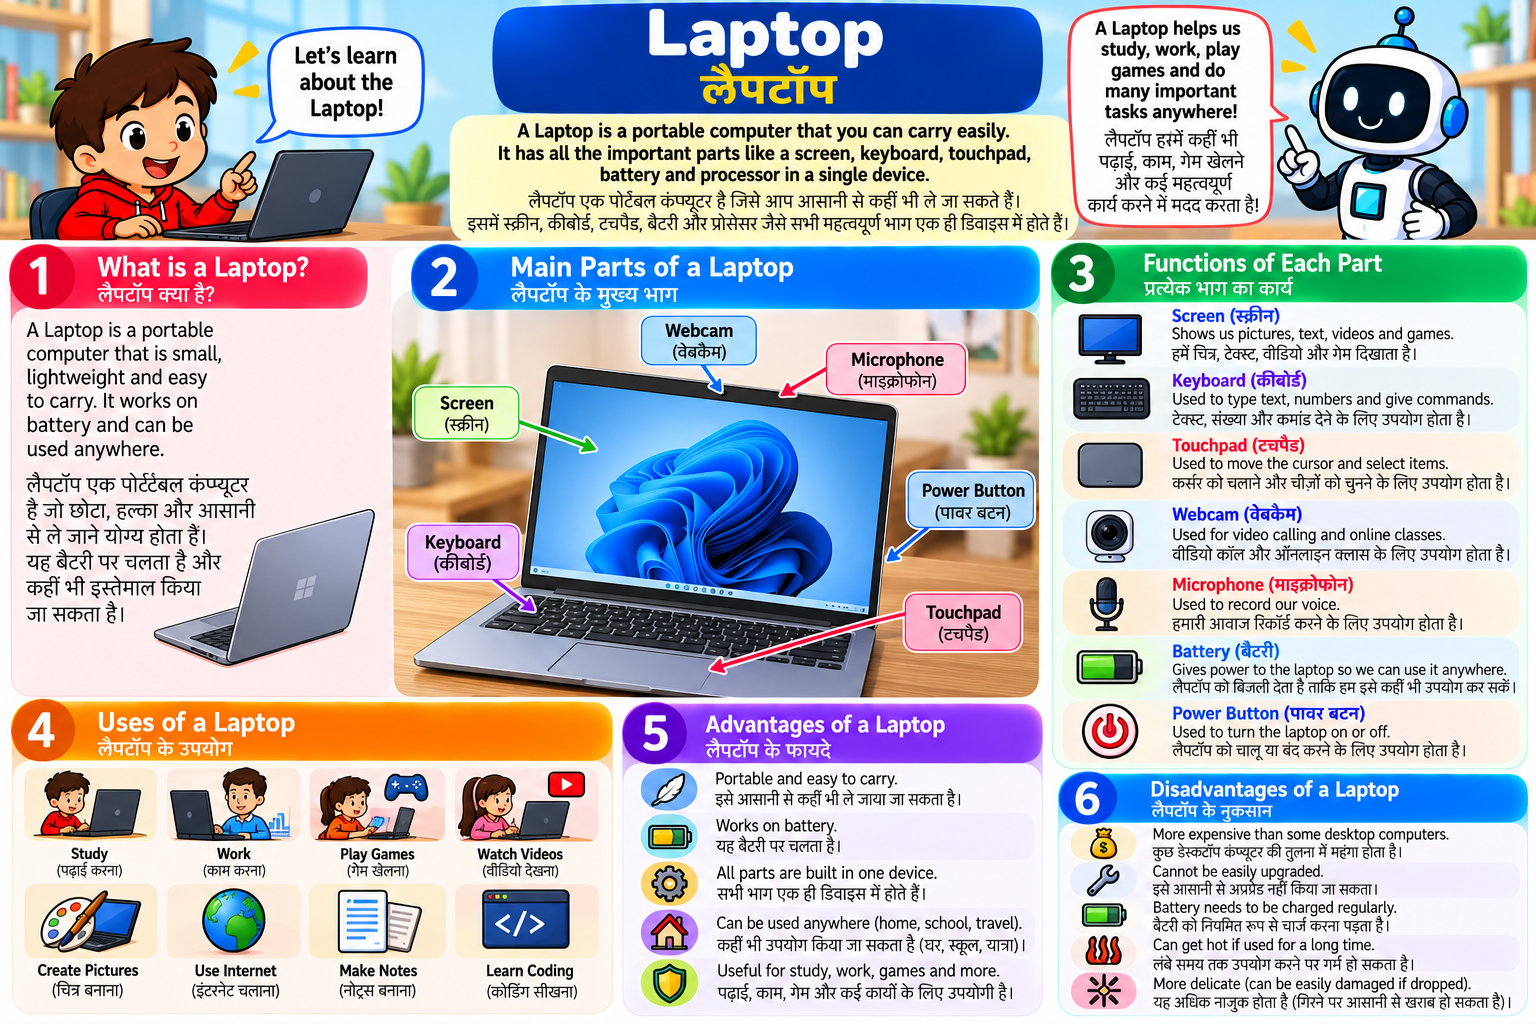 Let's learn
about the
Laptop!
Laptop
लैपटॉप
A Laptop is a portable computer that you can carry easily.
It has all the important parts like a screen, keyboard, touchpad,
battery and processor in a single device.
लैपटॉप एक पोर्टबल कंप्यूटर है जिसे आप आसानी से कहीं भी ले जा सकते हैं।
इसमें स्क्रीन, कीबोर्ड, टचपैड, बैटरी और प्रोसेसर जैसे सभी महत्वपूर्ण भाग एक ही डिवाइस में होते हैं।
A Laptop helps us
study, work, play
games and do
many important
tasks anywhere!
लैपटॉप हमें कहीं भी
पढ़ाई, काम, गेम खेलने
और कई महत्वपूर्ण
कार्य करने में मदद करता है!
1
What is a Laptop?
लैपटॉप क्या है?
A Laptop is a portable
computer that is small,
lightweight and easy
to carry. It works on
battery and can be
used anywhere.
लैपटॉप एक पोर्टेबल कंप्यूटर
है जो छोटा, हल्का और आसानी
से ले जाने योग्य होता हैं।
यह बैटरी पर चलता है और
कहीं भी इस्तेमाल किया
जा सकता है।
2
Main Parts of a Laptop
लैपटॉप के मुख्य भाग
Webcam
(वेबकैम)
Microphone
(माइक्रोफोन)
Screen
(स्क्रीन)
Power Button
(पावर बटन)
Keyboard
(कीबोर्ड)
Touchpad
(टचपैड)
3
Functions of Each Part
प्रत्येक भाग का कार्य
Screen (स्क्रीन)
Shows us pictures, text, videos and games.
हमें चित्र, टेक्स्ट, वीडियो और गेम दिखाता है।
Keyboard (कीबोर्ड)
Used to type text, numbers and give commands.
टेक्स्ट, संख्या और कमांड देने के लिए उपयोग होता है।
Touchpad (टचपैड)
Used to move the cursor and select items.
कर्सर को चलाने और चीज़ों को चुनने के लिए उपयोग होता है।
Webcam (वेबकैम)
Used for video calling and online classes.
वीडियो कॉल और ऑनलाइन क्लास के लिए उपयोग होता है।
Microphone (माइक्रोफोन)
Used to record our voice.
हमारी आवाज रिकॉर्ड करने के लिए उपयोग होता है।
Battery (बैटरी)
Gives power to the laptop so we can use it anywhere.
लैपटॉप को बिजली देता है ताकि हम इसे कहीं भी उपयोग कर सकें।
Power Button (पावर बटन)
Used to turn the laptop on or off.
लैपटॉप को चालू या बंद करने के लिए उपयोग होता है।
4
Uses of a Laptop
लैपटॉप के उपयोग
Study
(पढ़ाई करना)
Work
(काम करना)
Play Games
(गेम खेलना)
Watch Videos
(वीडियो देखना)
</>
Create Pictures
(चित्र बनाना)
Use Internet
(इंटरनेट चलाना)
Make Notes
(नोट्स बनाना)
Learn Coding
(कोडिंग सीखना)
5
Advantages of a Laptop
लैपटॉप के फायदे
Portable and easy to carry.
इसे आसानी से कहीं भी ले जाया जा सकता है।
Works on battery.
यह बैटरी पर चलता है।
All parts are built in one device.
सभी भाग एक ही डिवाइस में होते हैं।
Can be used anywhere (home, school, travel).
कहीं भी उपयोग किया जा सकता है (घर, स्कूल, यात्रा)।
Useful for study, work, games and more.
पढ़ाई, काम, गेम और कई कार्यों के लिए उपयोगी है।
6
Disadvantages of a Laptop
लैपटॉप के नुकसान
$
More expensive than some desktop computers.
कुछ डेस्कटॉप कंप्यूटर की तुलना में महंगा होता है।
Cannot be easily upgraded.
इसे आसानी से नहीं किया जा सकता।
Battery needs to be charged regularly.
बैटरी को नियमित रूप से चार्ज करना पड़ता है।
Can get hot if used for a long time.
लंबे समय तक उपयोग करने पर गर्म हो सकता है।
More delicate (can be easily damaged if dropped).
यह अधिक नाजुक होता है (गिरने पर आसानी से खराब हो सकता है)।